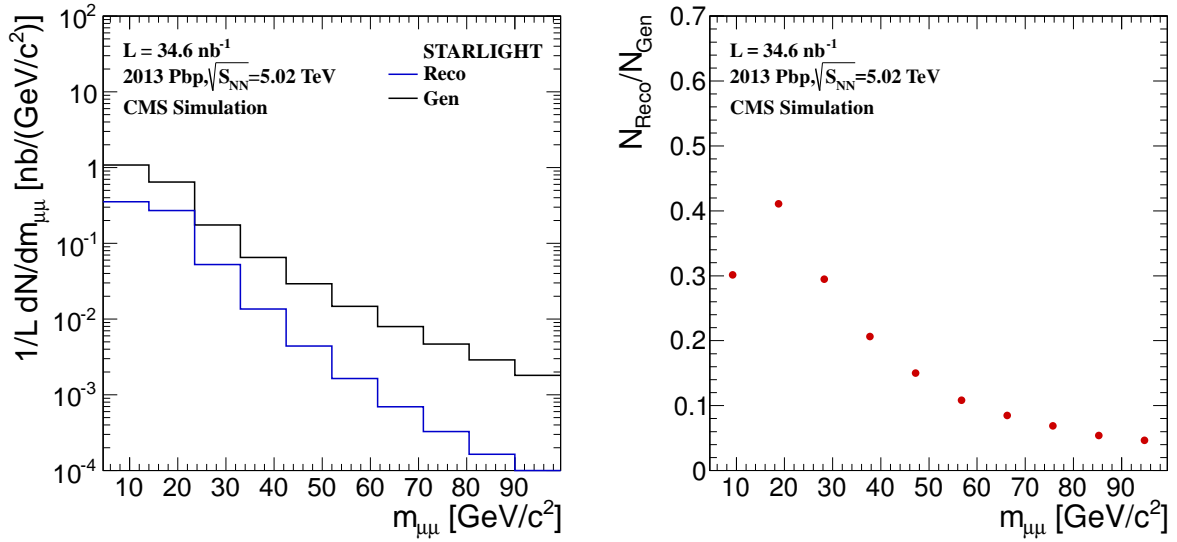 1/L dN/dm_μμ [nb/(GeV/c²)]
10²
10
1
10⁻¹
10⁻²
10⁻³
10⁻⁴
L = 34.6 nb⁻¹
2013 Pbp,√S_NN=5.02 TeV
CMS Simulation
STARLIGHT
Reco
Gen
10 20 30 40 50 60 70 80 90
m_μμ [GeV/c²]
N_Reco/N_Gen
0.7
0.6
0.5
0.4
0.3
0.2
0.1
0
L = 34.6 nb⁻¹
2013 Pbp,√S_NN=5.02 TeV
CMS Simulation
10 20 30 40 50 60 70 80 90
m_μμ [GeV/c²]